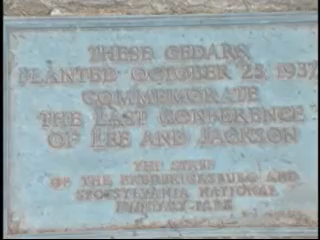 THESE CEDARS
PLANTED OCTOBER 23, 1937
COMMEMORATE
THE LAST CONFERENCE
OF LEE AND JACKSON
THE STATE
OF THE FREDERICKSBURG AND
SPOTSYLVANIA NATIONAL
MILITARY PARK